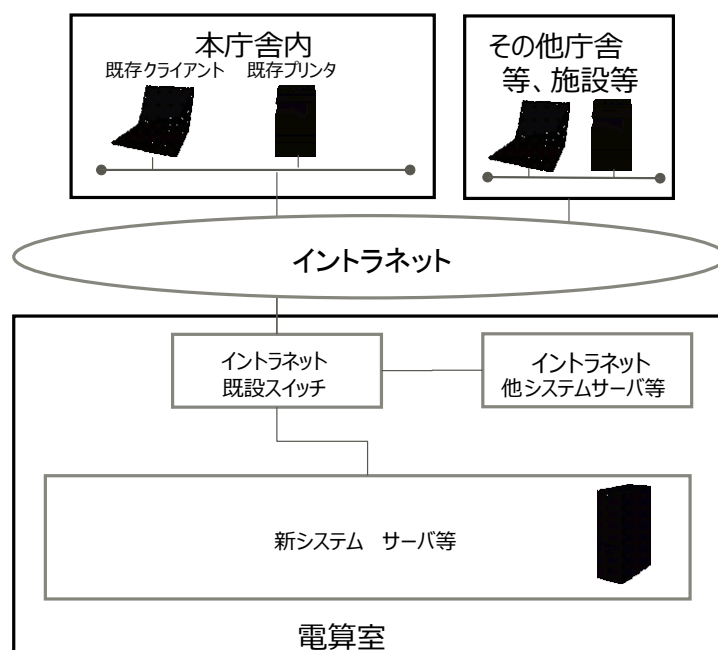 本庁舎内
既存クライアント 既存プリンタ
その他庁舎
等、施設等
イントラネット
イントラネット
既設スイッチ
イントラネット
他システムサーバ等
新システム　サーバ等
電算室